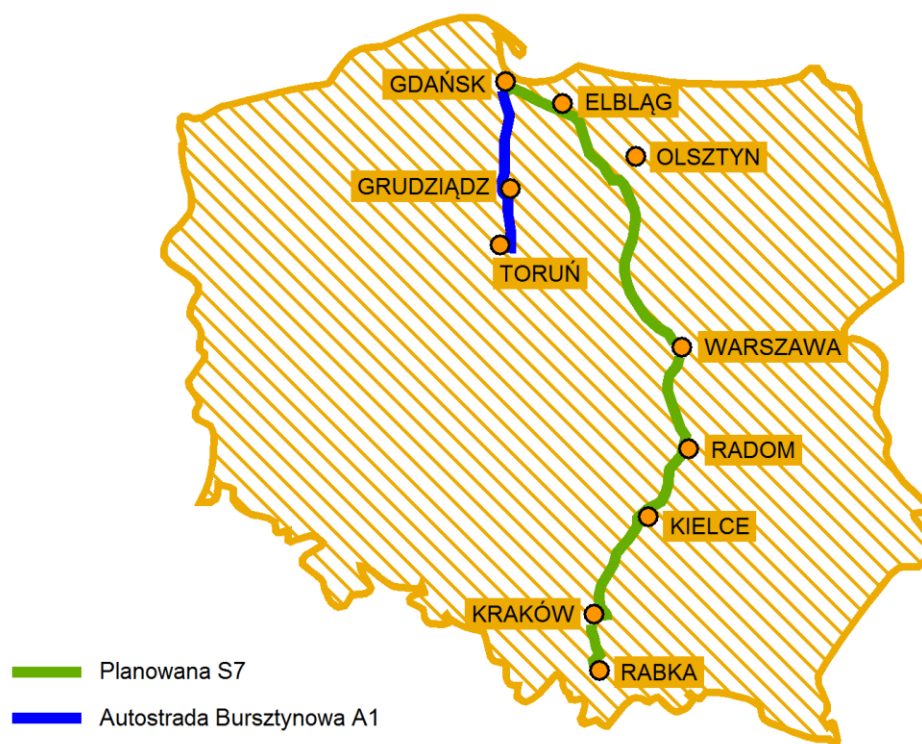 GDAŃSK
ELBLĄG
OLSZTYN
GRUDZIĄDZ
TORUŃ
WARSZAWA
RADOM
KIELCE
KRAKÓW
RABKA
Planowana S7
Autostrada Bursztynowa A1